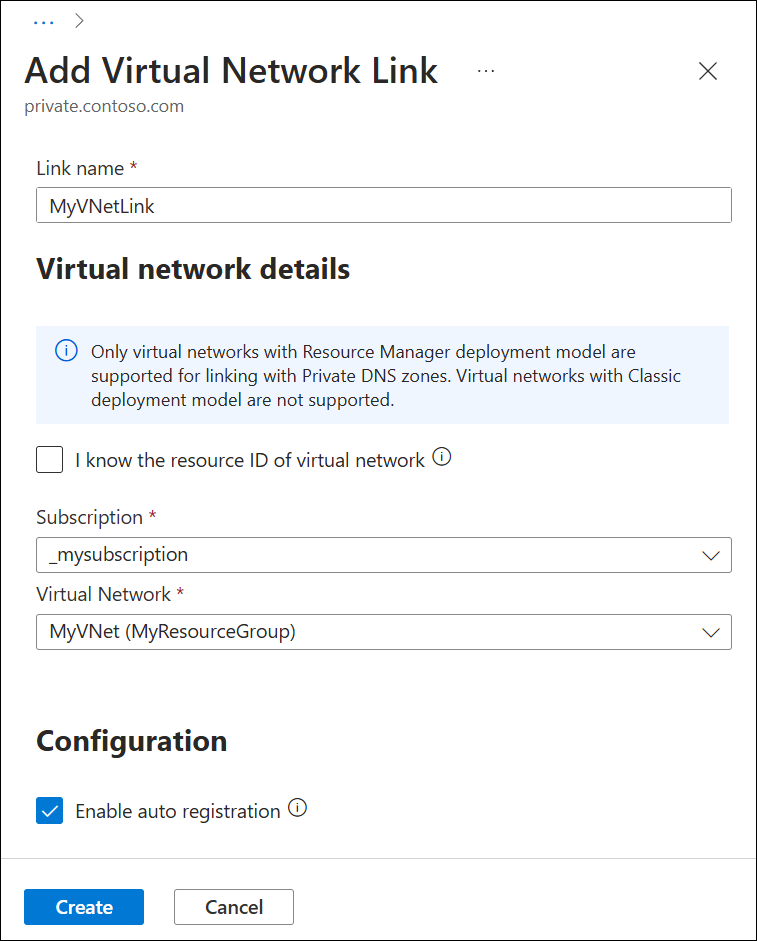 ...
Add Virtual Network Link ...
private.contoso.com
Link name *
MyVNetLink
Virtual network details
Only virtual networks with Resource Manager deployment model are
supported for linking with Private DNS zones. Virtual networks with Classic
deployment model are not supported.
I know the resource ID of virtual network
Subscription *
_mysubscription
Virtual Network *
MyVNet (MyResourceGroup)
Configuration
Enable auto registration
Create Cancel